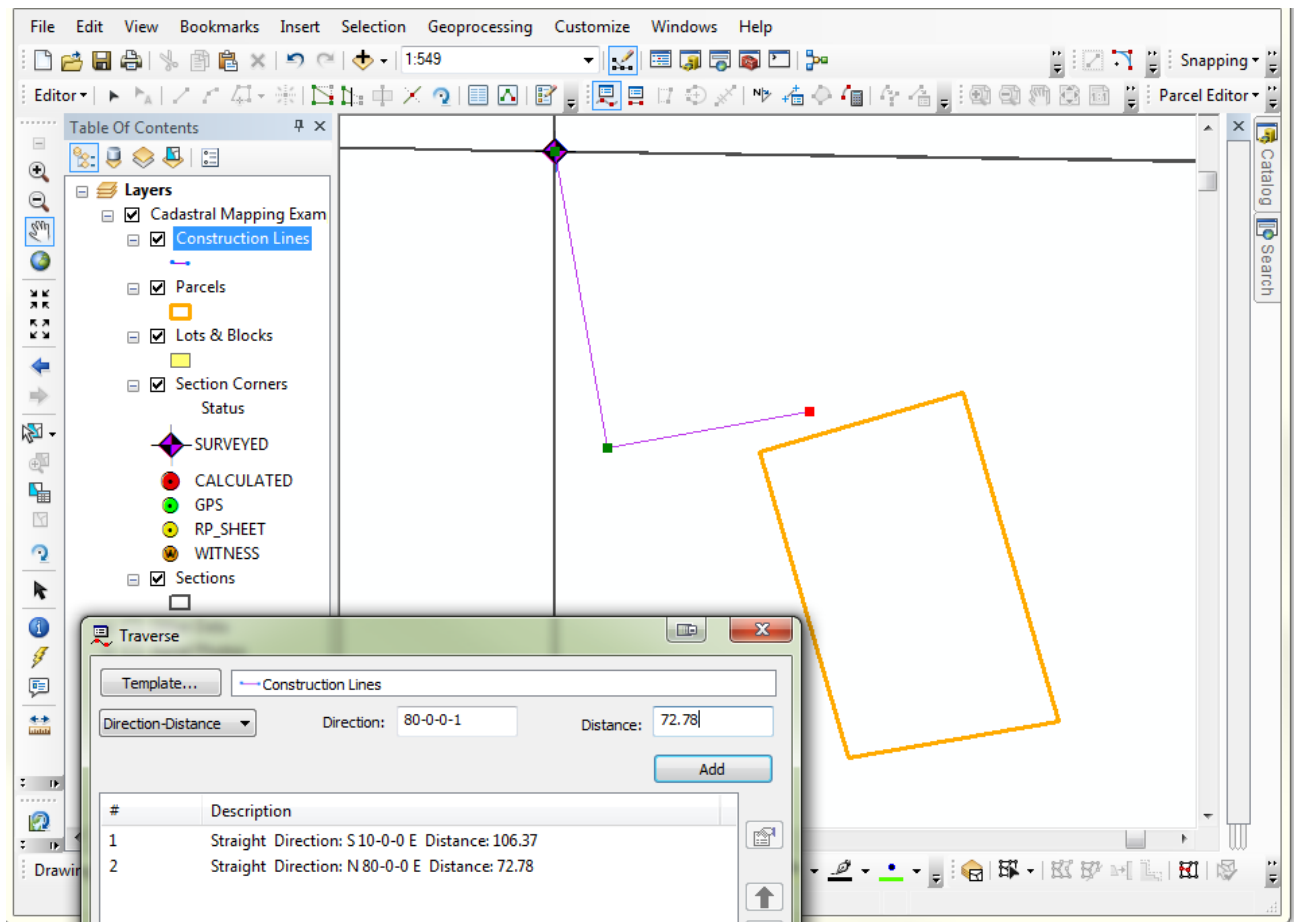 File Edit View Bookmarks Insert Selection Geoprocessing Customize Windows Help
1:549
Snapping
Editor
Parcel Editor
Table Of Contents
Layers
Cadastral Mapping Exam
Construction Lines
Parcels
Lots & Blocks
Section Corners
Status
SURVEYED
CALCULATED
GPS
RP_SHEET
W WITNESS
Sections
Catalog
Search
Traverse
Template... Construction Lines
Direction-Distance Direction: 80-0-0-1 Distance: 72.78
Add
# Description
1 Straight Direction: S 10-0-0 E Distance: 106.37
2 Straight Direction: N 80-0-0 E Distance: 72.78
Drawin